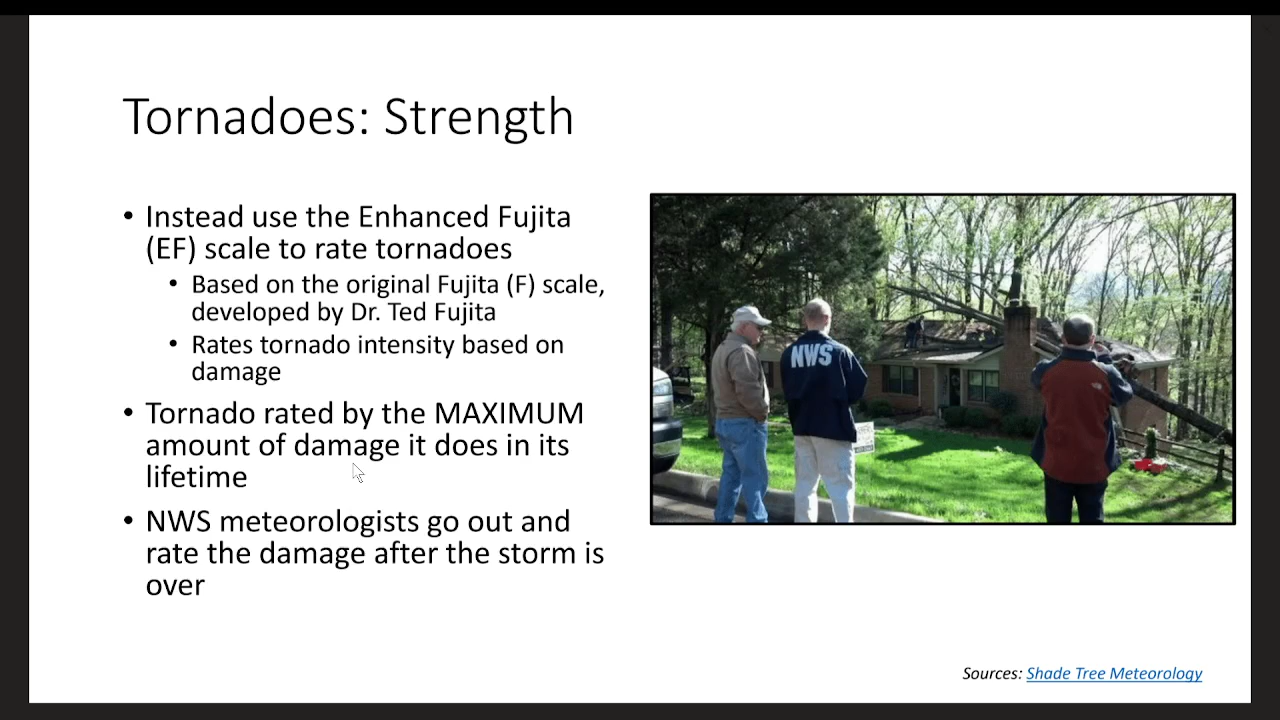 Tornadoes: Strength
• Instead use the Enhanced Fujita
(EF) scale to rate tornadoes
• Based on the original Fujita (F) scale,
developed by Dr. Ted Fujita
• Rates tornado intensity based on
damage
• Tornado rated by the MAXIMUM
amount of damage it does in its
lifetime
• NWS meteorologists go out and
rate the damage after the storm is
over
NWS
Sources: Shade Tree Meteorology